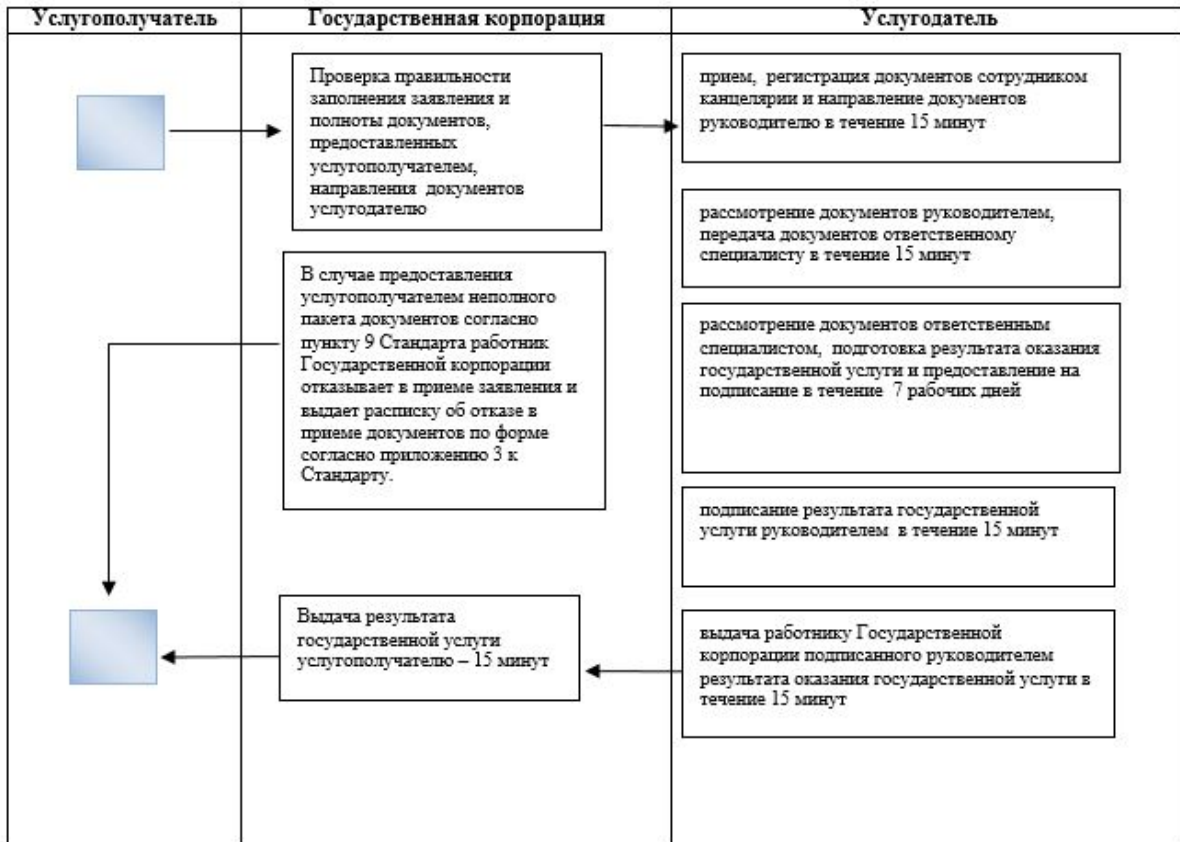 Услугополучатель
Государственная корпорация
Услугодатель
Проверка правильности
заполнения заявления и
полноты документов,
предоставленных
услугополучателем,
направления документов
услугодателю
прием, регистрация документов сотрудником
канцелярии и направление документов
руководителю в течение 15 минут
рассмотрение документов руководителем,
передача документов ответственному
специалисту в течение 15 минут
В случае предоставления
услугополучателем неполного
пакета документов согласно
пункту 9 Стандарта работник
Государственной корпорации
отказывает в приеме заявления и
выдает расписку об отказе в
приеме документов по форме
согласно приложению 3 к
Стандарту.
рассмотрение документов ответственным
специалистом, подготовка результата оказания
государственной услуги и предоставление на
подписание в течение 7 рабочих дней
подписание результата государственной
услуги руководителем в течение 15 минут
Выдача результата
государственной услуги
услугополучателю – 15 минут
выдача работнику Государственной
корпорации подписанного руководителем
результата оказания государственной услуги в
течение 15 минут